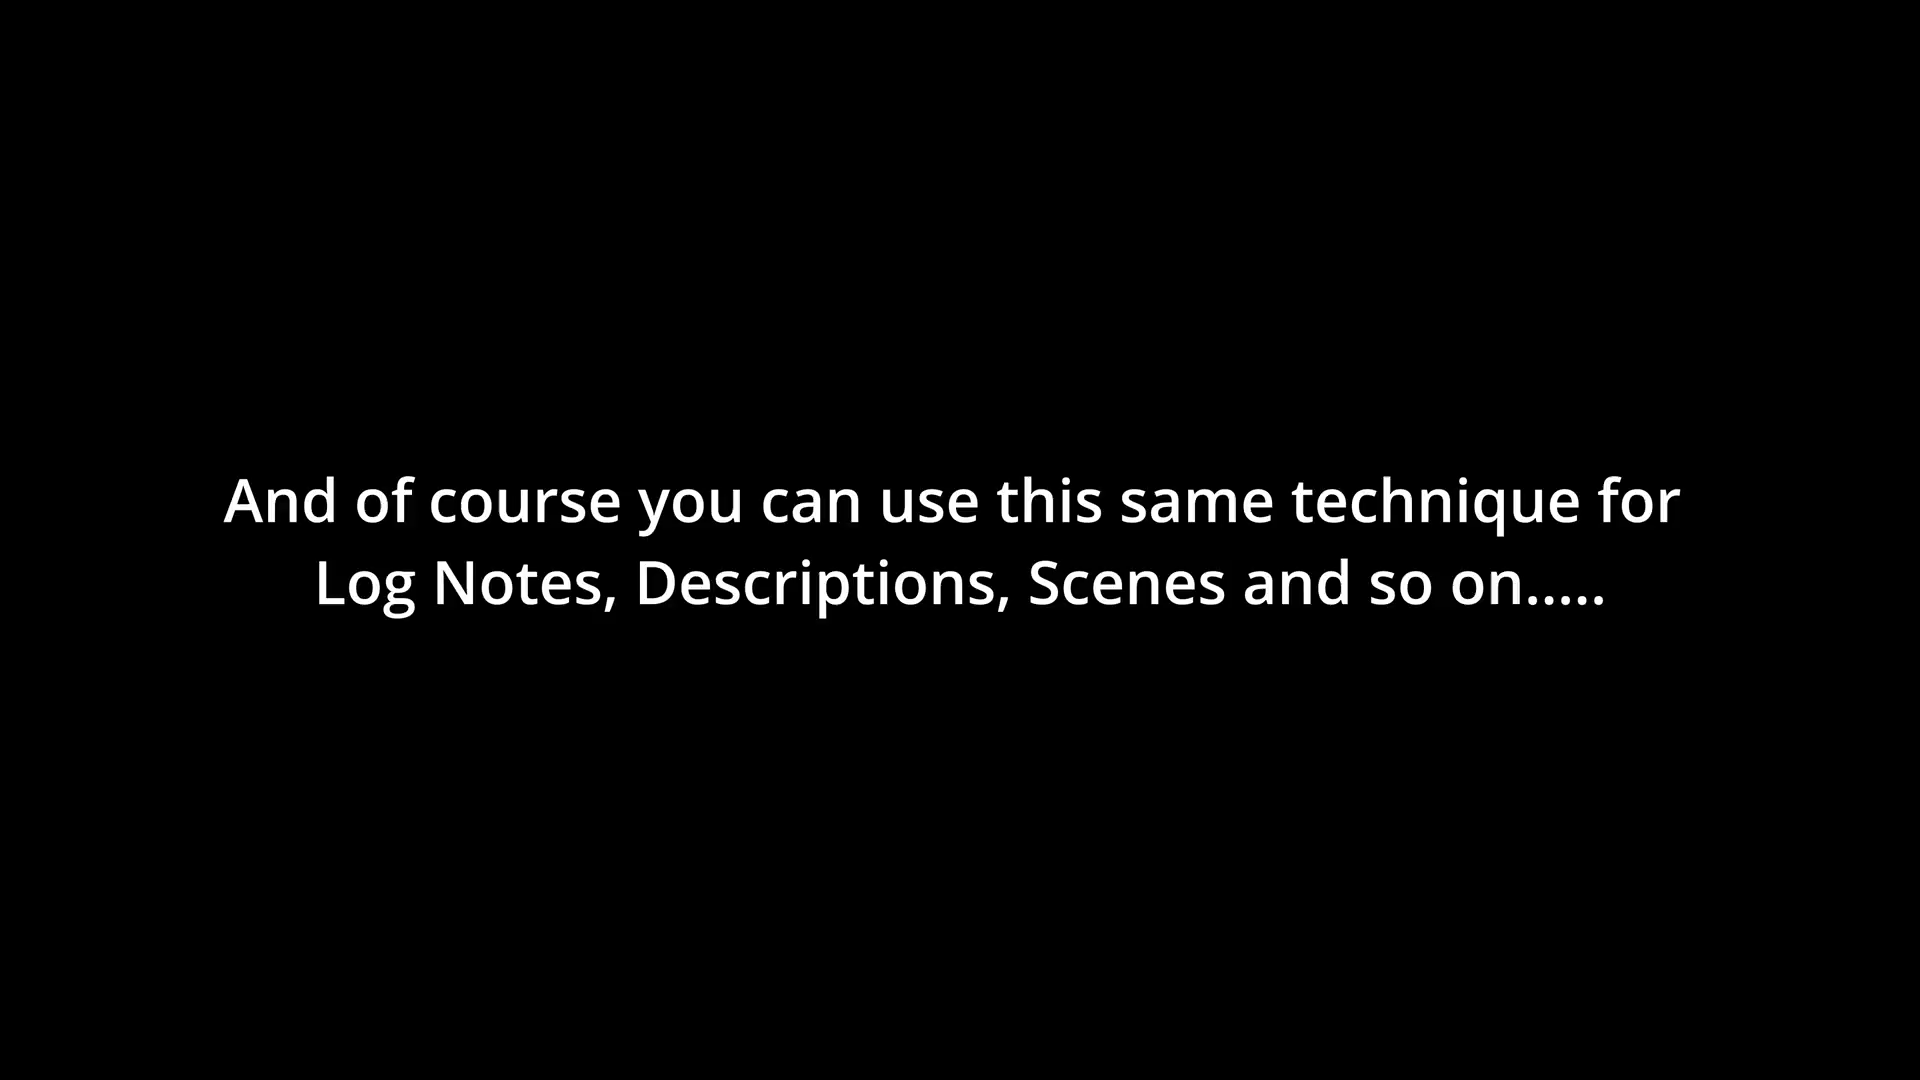 And of course you can use this same technique for
Log Notes, Descriptions, Scenes and so on.....